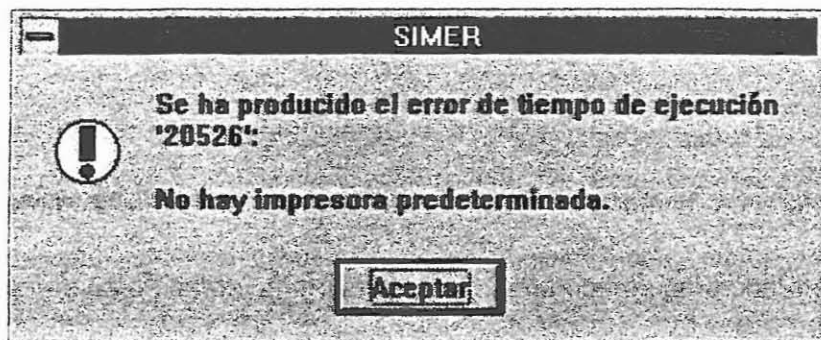 SIMER
Se ha producido el error de tiempo de ejecución
'20526':
No hay impresora predeterminada.
Aceptar